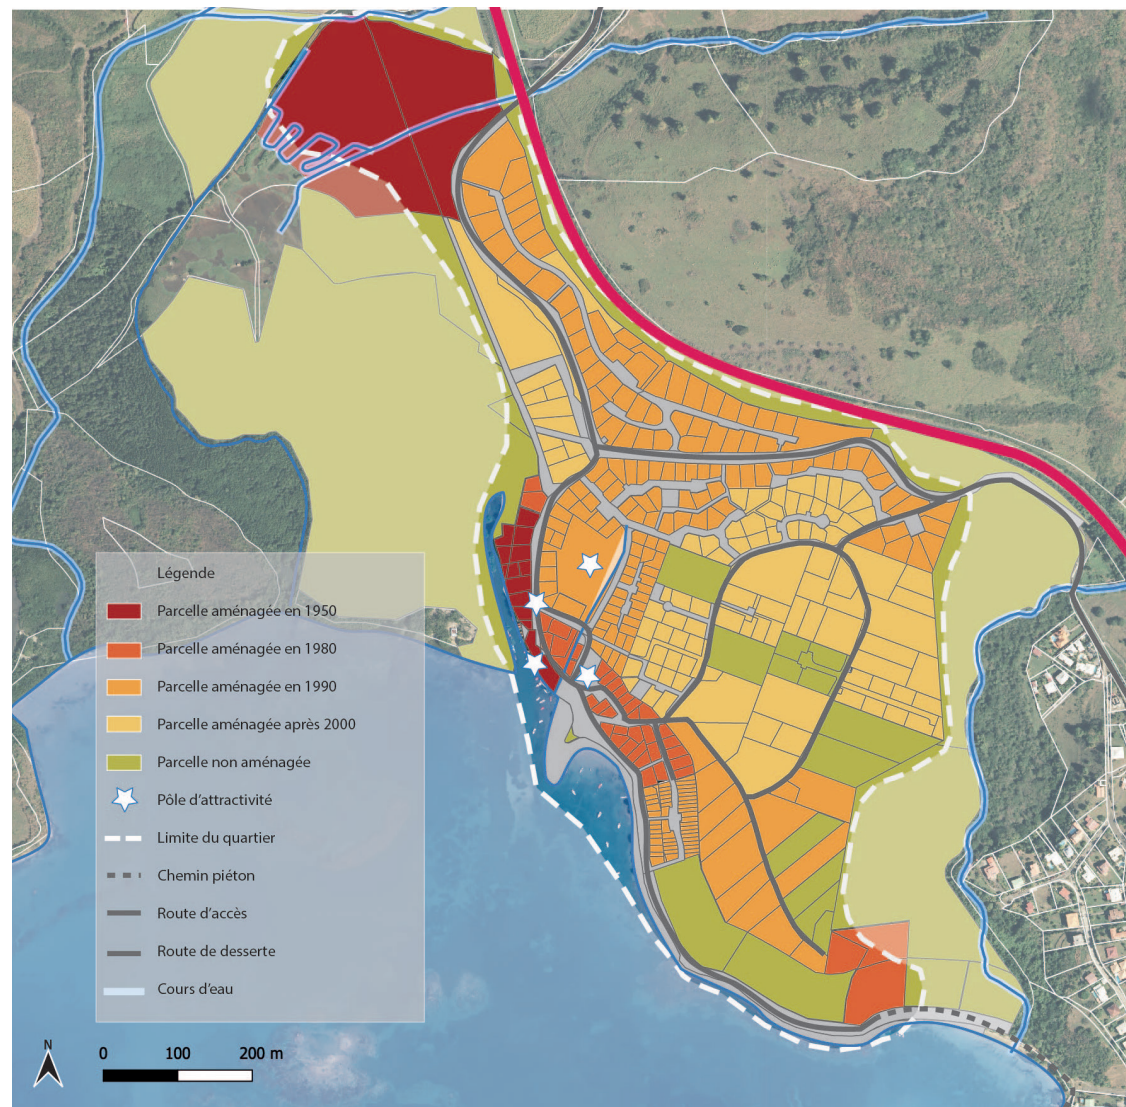 Légende
Parcelle aménagée en 1950
Parcelle aménagée en 1980
Parcelle aménagée en 1990
Parcelle aménagée après 2000
Parcelle non aménagée
Pôle d'attractivité
Limite du quartier
Chemin piéton
Route d'accès
Route de desserte
Cours d'eau
N
0 100 200 m